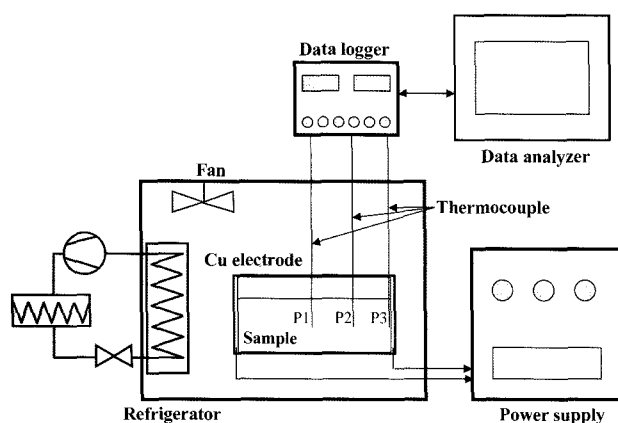 Data logger
Data analyzer
Fan
Thermocouple
Cu electrode
P1 P2 P3
Sample
Refrigerator
Power supply